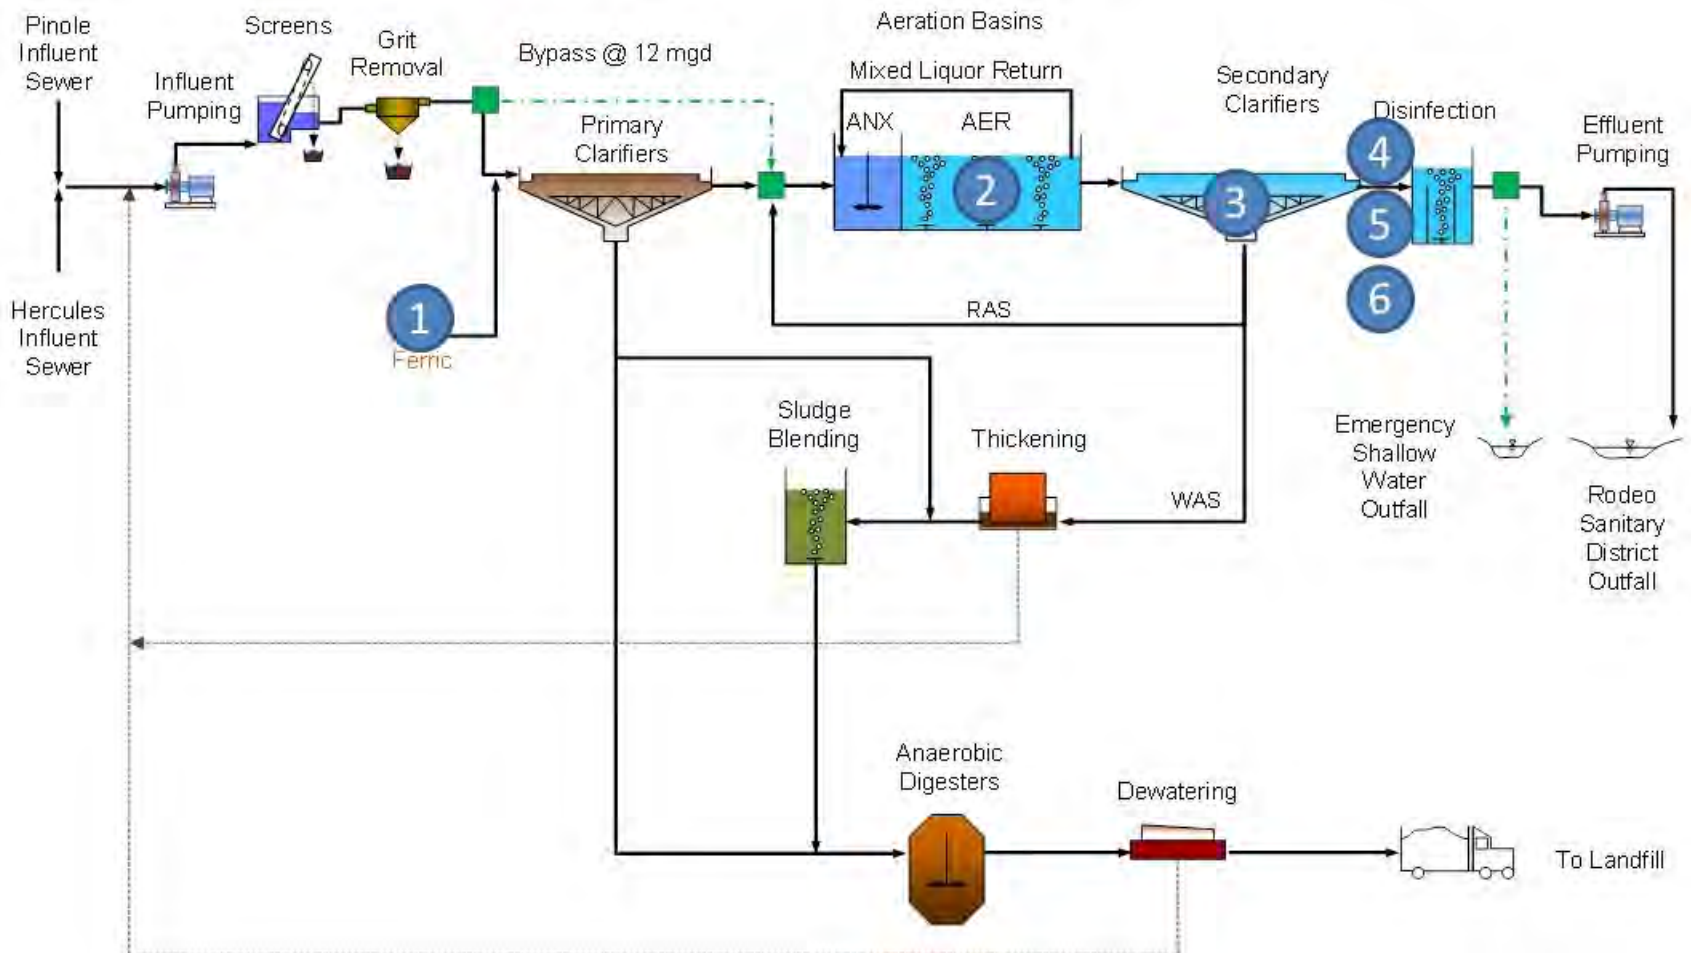 Pinole
Influent
Sewer
Screens
Grit
Removal
Influent
Pumping
Bypass @ 12 mgd
Primary
Clarifiers
Aeration Basins
Mixed Liquor Return
ANX
AER
Secondary
Clarifiers
Disinfection
Effluent
Pumping
1
2
3
4
5
6
Hercules
Influent
Sewer
Ferric
RAS
Sludge
Blending
Thickening
WAS
Emergency
Shallow
Water
Outfall
Rodeo
Sanitary
District
Outfall
Anaerobic
Digesters
Dewatering
To Landfill